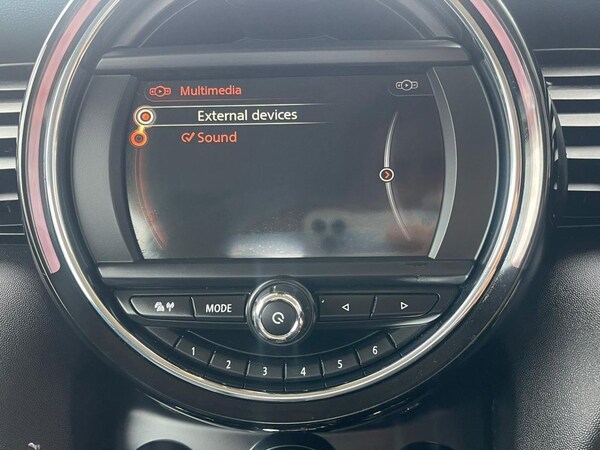 Multimedia
External devices
Sound
MODE
1 2 3 4 5 6